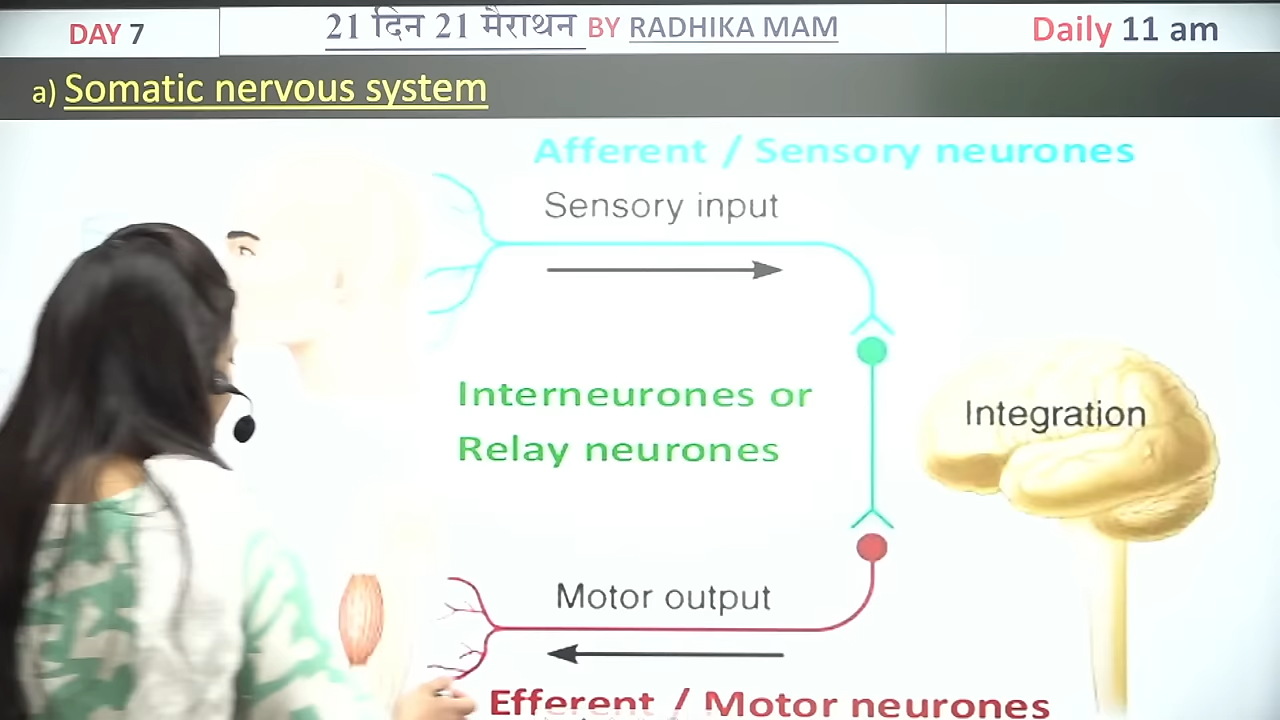 DAY 7
21 दिन 21 मैराथन BY RADHIKA MAM
Daily 11 am
a) Somatic nervous system
Afferent / Sensory neurones
Sensory input
Interneurones or
Relay neurones
Integration
Motor output
Efferent / Motor neurones